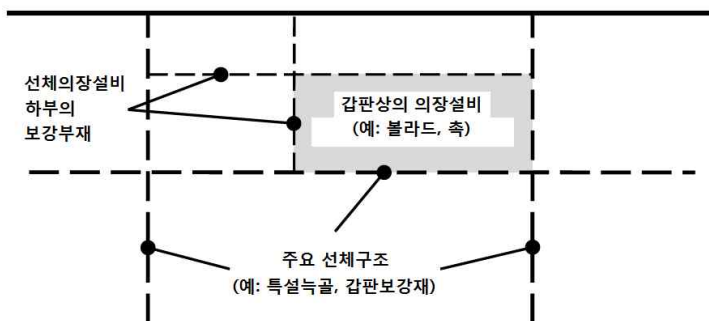 선체의장설비
하부의
보강부재
갑판상의 의장설비
(예: 볼라드, 촉)
주요 선체구조
(예: 특설늑골, 갑판보강재)